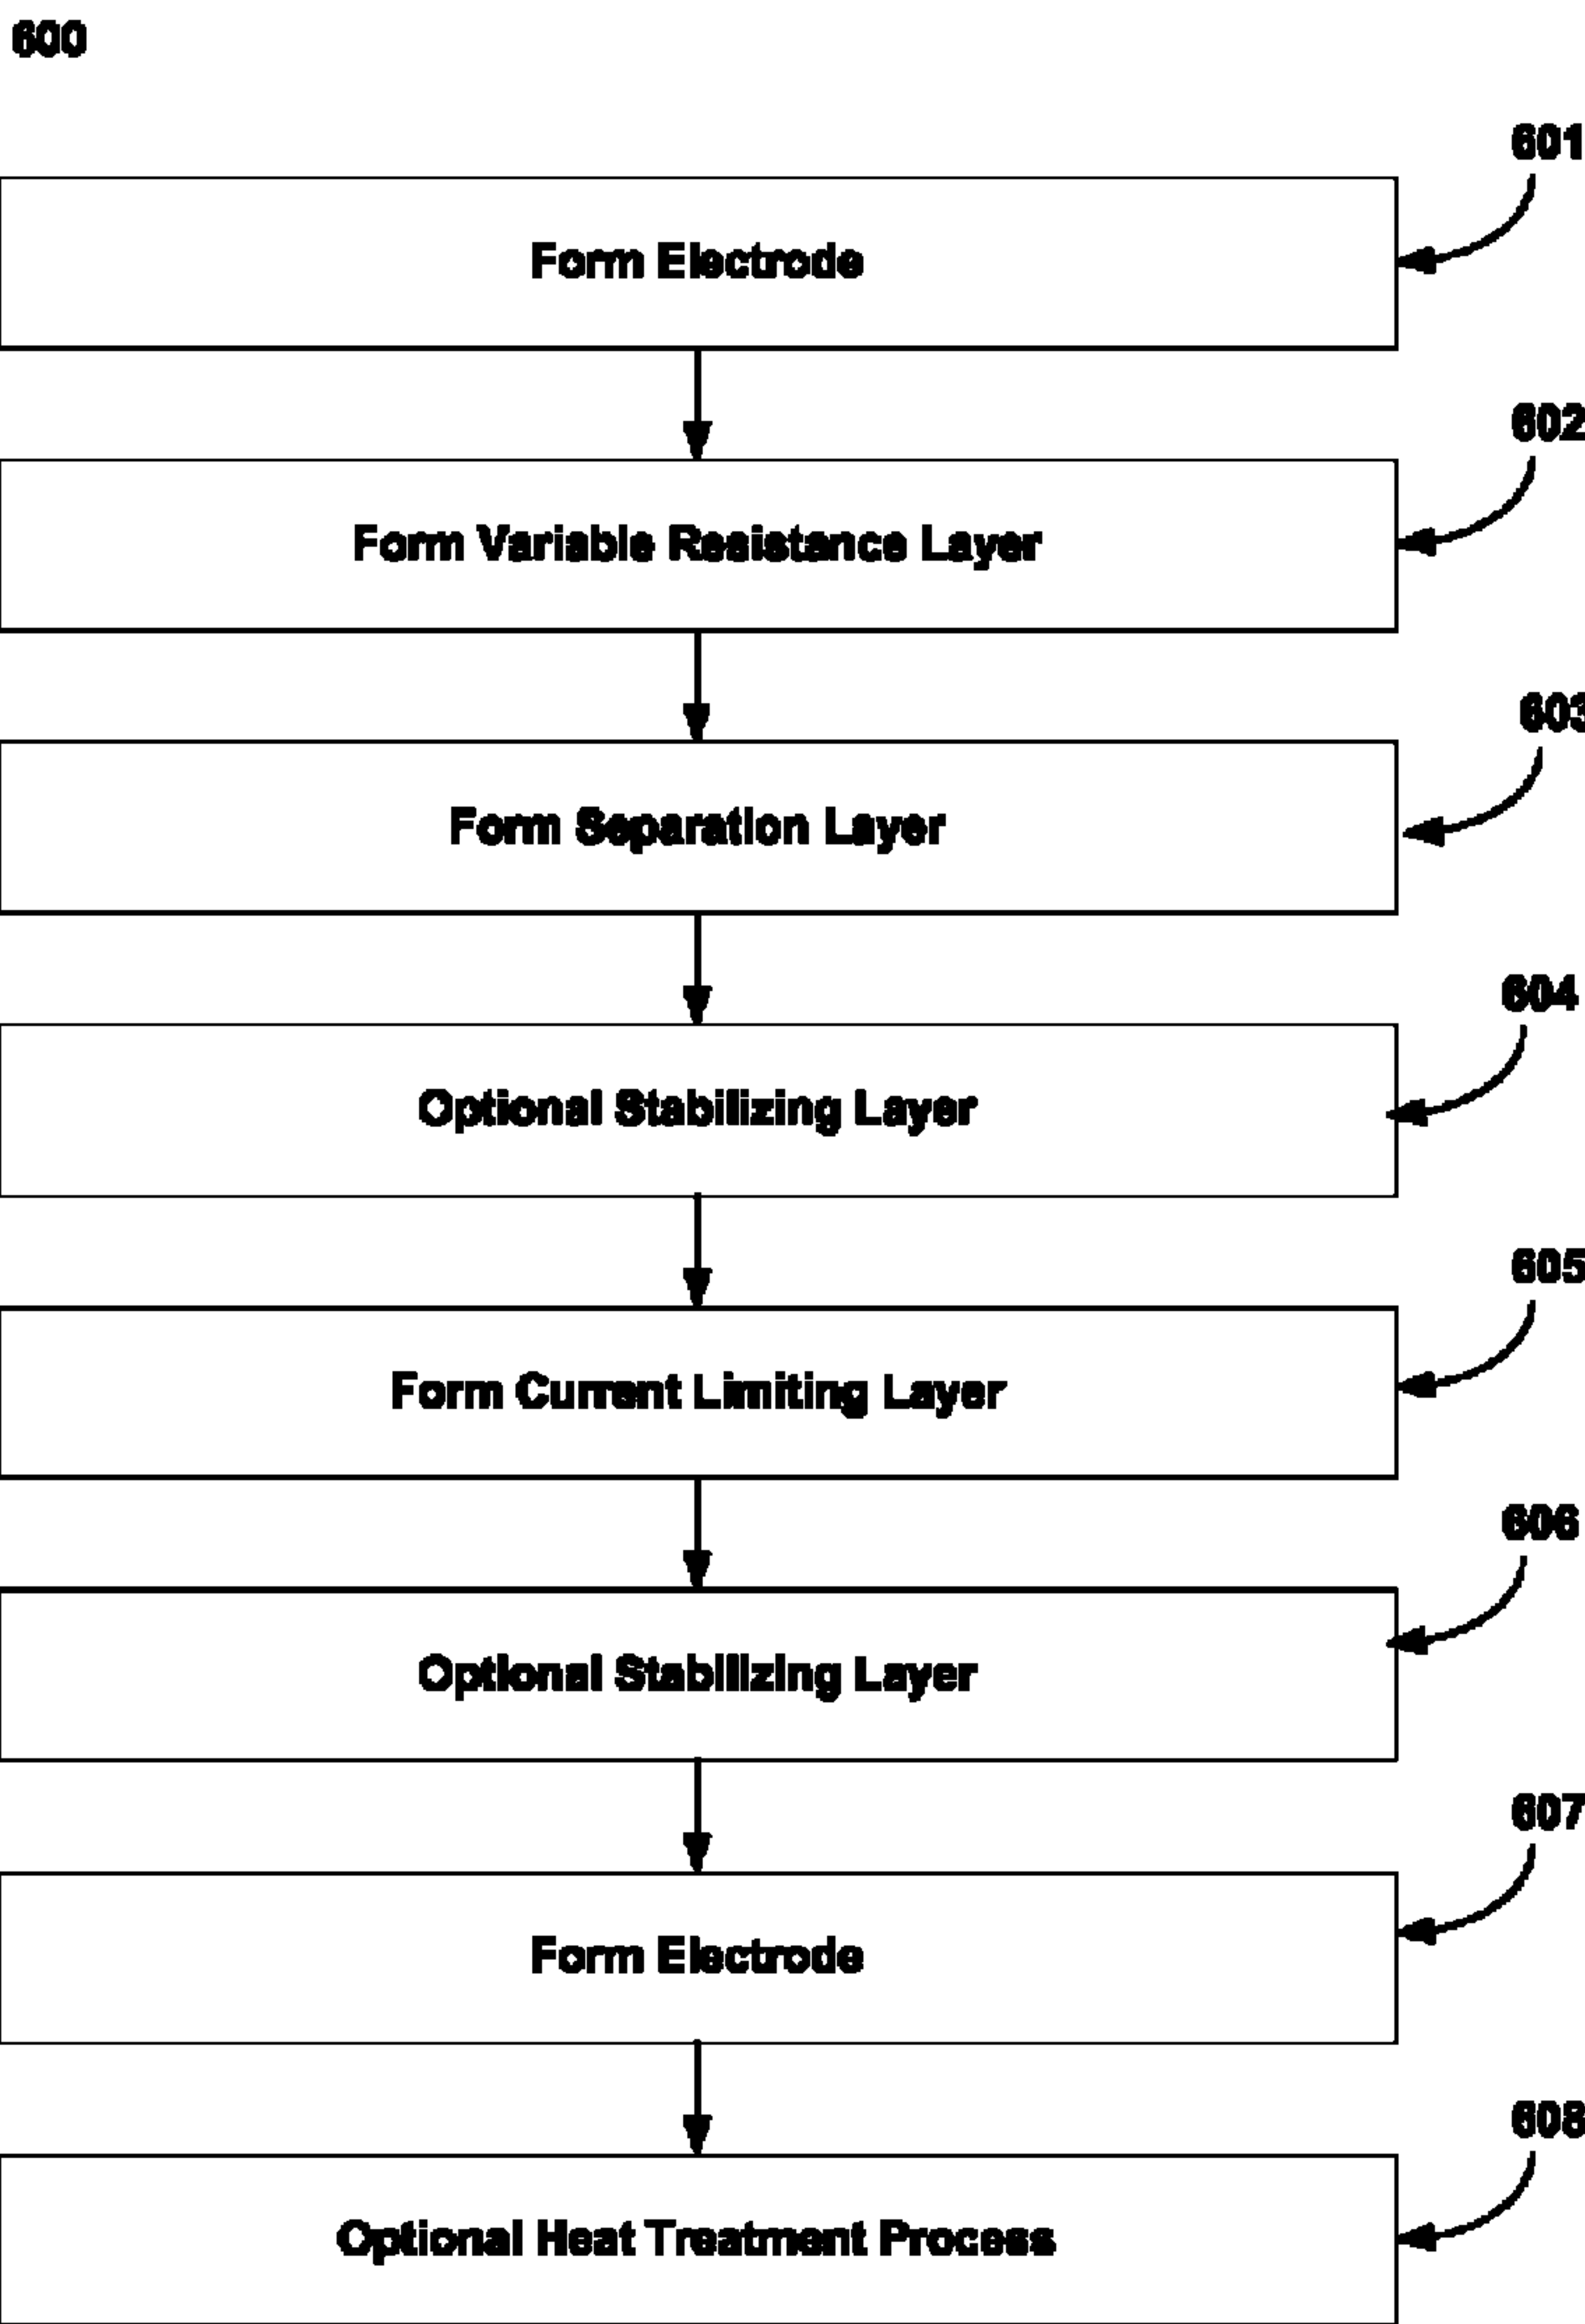 600
601
Form Electrode
602
Form Variable Resistance Layer
603
Form Separation Layer
604
Optional Stabilizing Layer
605
Form Current Limiting Layer
606
Optional Stabilizing Layer
607
Form Electrode
608
Optional Heat Treatment Process